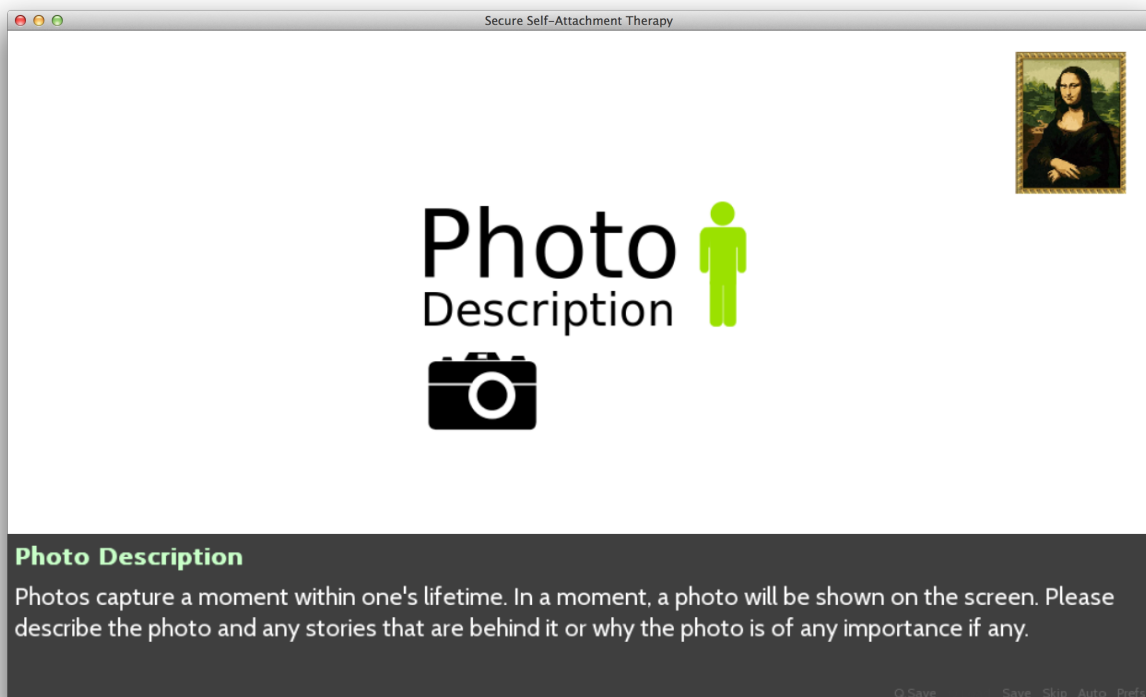 Secure Self-Attachment Therapy
Photo
Description
Photo Description
Photos capture a moment within one's lifetime. In a moment, a photo will be shown on the screen. Please
describe the photo and any stories that are behind it or why the photo is of any importance if any.
Q Save Save Skip Auto Prefs